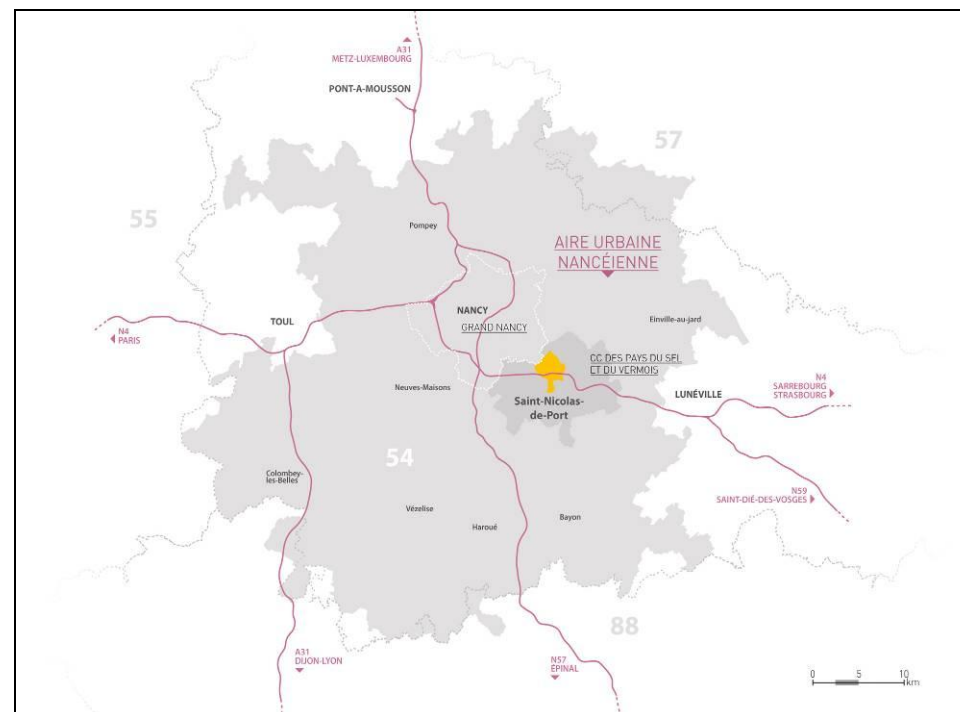 A31
METZ-LUXEMBOURG
PONT-A-MOUSSON
57
55
Pompey
AIRE URBAINE
NANCÉIENNE
NANCY
GRAND NANCY
TOUL
Einville-au-jard
N4
PARIS
CC DES PAYS DU SEL
ET DU VERMOIS
Neuves-Maisons
Saint-Nicolas-
de-Port
LUNÉVILLE
N4
SARREBOURG
STRASBOURG
54
Colombey-
les-Belles
N59
SAINT-DIÉ-DES-VOSGES
Vézelise
Haroué
Bayon
88
A31
DIJON-LYON
N57
ÉPINAL
0 5 10
km